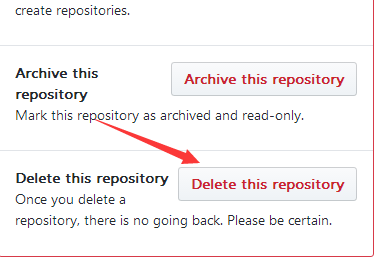 create repositories.
Archive this
repository
Archive this repository
Mark this repository as archived and read-only.
Delete this repository
Delete this repository
Once you delete a
repository, there is no going back. Please be certain.